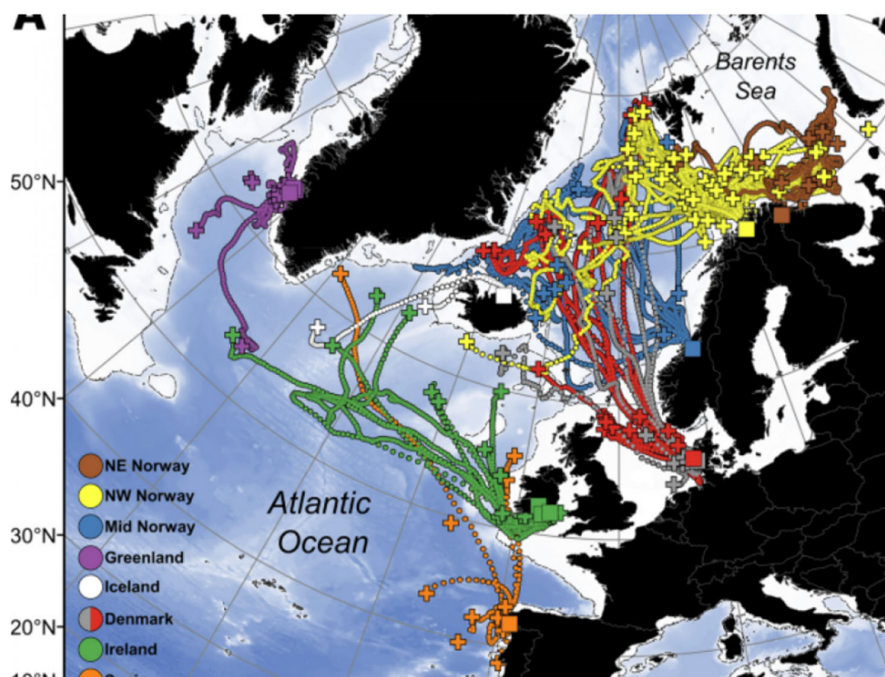 A
Barents
Sea
50°N
40°N
30°N
20°N
NE Norway
NW Norway
Mid Norway
Greenland
Iceland
Denmark
Ireland
Atlantic
Ocean